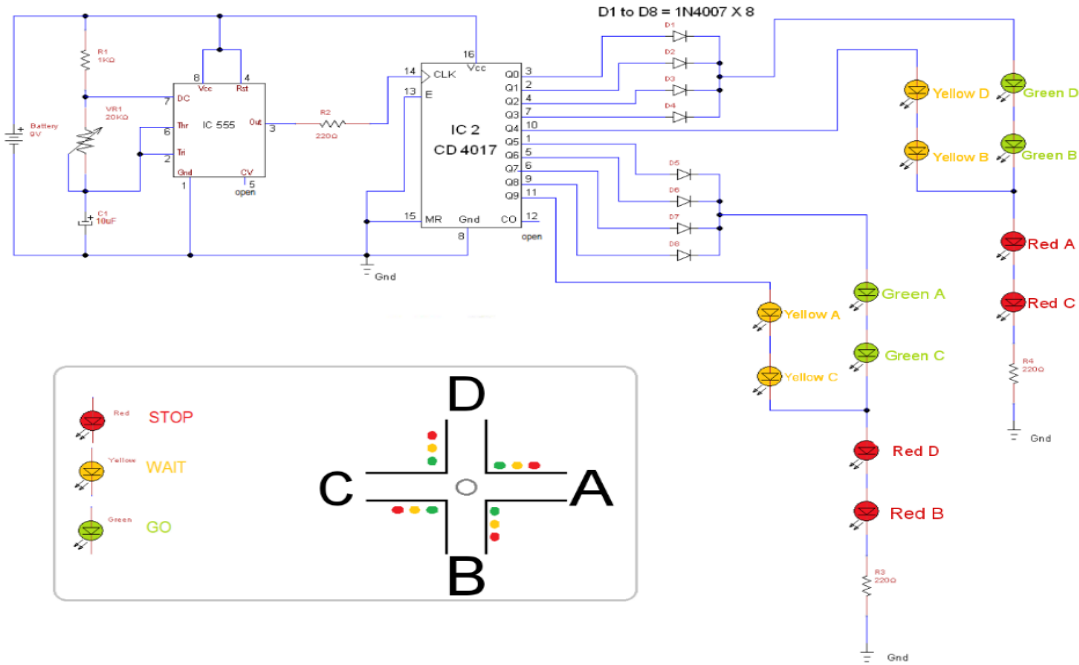 D1 to D8 = 1N4007 X 8
D1
D2
D3
D4
R1
1KΩ
Battery
9V
VR1
20KΩ
C1
10uF
8
4
Vcc
Rst
7
DC
IC 555
Thr
6
Out
3
Tri
2
Gnd
CV
1
5
open
R2
220Ω
16
Vcc
14
CLK
13
E
IC 2
CD 4017
15
MR
Gnd
8
CO
12
open
Q0
3
Q1
2
Q2
4
Q3
7
Q4
10
Q5
1
Q6
5
Q7
6
Q8
9
Q9
11
Gnd
D5
D6
D7
D8
Yellow D
Green D
Yellow B
Green B
Red A
Red C
R4
220Ω
Gnd
Green A
Yellow A
Green C
Yellow C
Red D
Red B
R3
220Ω
Gnd
Red
STOP
Yellow
WAIT
Green
GO
D
C
A
B